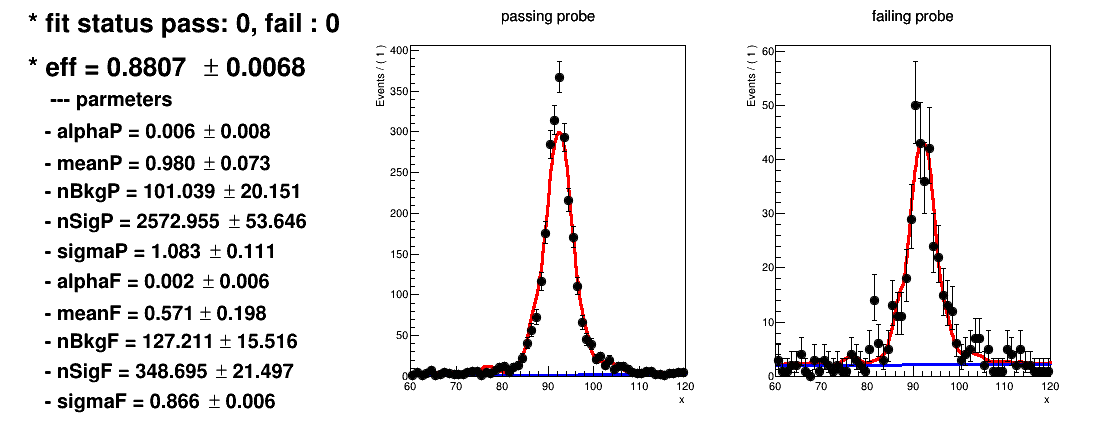 * fit status pass: 0, fail : 0
* eff = 0.8807 ± 0.0068
--- parmeters
- alphaP = 0.006 ± 0.008
- meanP = 0.980 ± 0.073
- nBkgP = 101.039 ± 20.151
- nSigP = 2572.955 ± 53.646
- sigmaP = 1.083 ± 0.111
- alphaF = 0.002 ± 0.006
- meanF = 0.571 ± 0.198
- nBkgF = 127.211 ± 15.516
- nSigF = 348.695 ± 21.497
- sigmaF = 0.866 ± 0.006
passing probe
Events / ( 1 )
400
350
300
250
200
150
100
50
0
60 70 80 90 100 110 120
x
failing probe
Events / ( 1 )
60
50
40
30
20
10
0
60 70 80 90 100 110 120
x